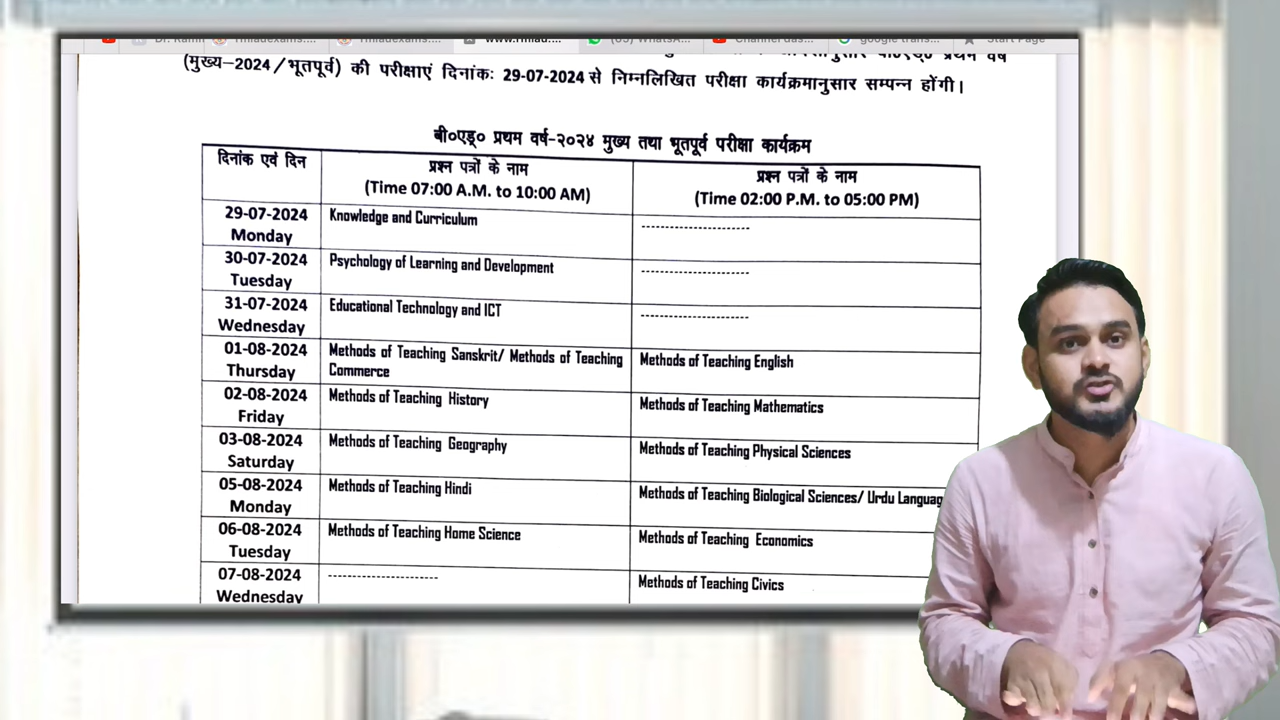 www.rmlad....
Start Page
(मुख्य–2024/भूतपूर्व) की परीक्षाएं दिनांकः 29-07-2024 से निम्नलिखित परीक्षा कार्यक्रमानुसार सम्पन्न होंगी।
बी०एड्० प्रथम वर्ष-२०२४ मुख्य तथा भूतपूर्व परीक्षा कार्यक्रम
दिनांक एवं दिन
प्रश्न पत्रों के नाम
(Time 07:00 A.M. to 10:00 AM)
प्रश्न पत्रों के नाम
(Time 02:00 P.M. to 05:00 PM)
29-07-2024
Monday
Knowledge and Curriculum
-----------------------
30-07-2024
Tuesday
Psychology of Learning and Development
-----------------------
31-07-2024
Wednesday
Educational Technology and ICT
-----------------------
01-08-2024
Thursday
Methods of Teaching Sanskrit/ Methods of Teaching
Commerce
Methods of Teaching English
02-08-2024
Friday
Methods of Teaching History
Methods of Teaching Mathematics
03-08-2024
Saturday
Methods of Teaching Geography
Methods of Teaching Physical Sciences
05-08-2024
Monday
Methods of Teaching Hindi
Methods of Teaching Biological Sciences/ Urdu Languag
06-08-2024
Tuesday
Methods of Teaching Home Science
Methods of Teaching Economics
07-08-2024
Wednesday
-----------------------
Methods of Teaching Civics